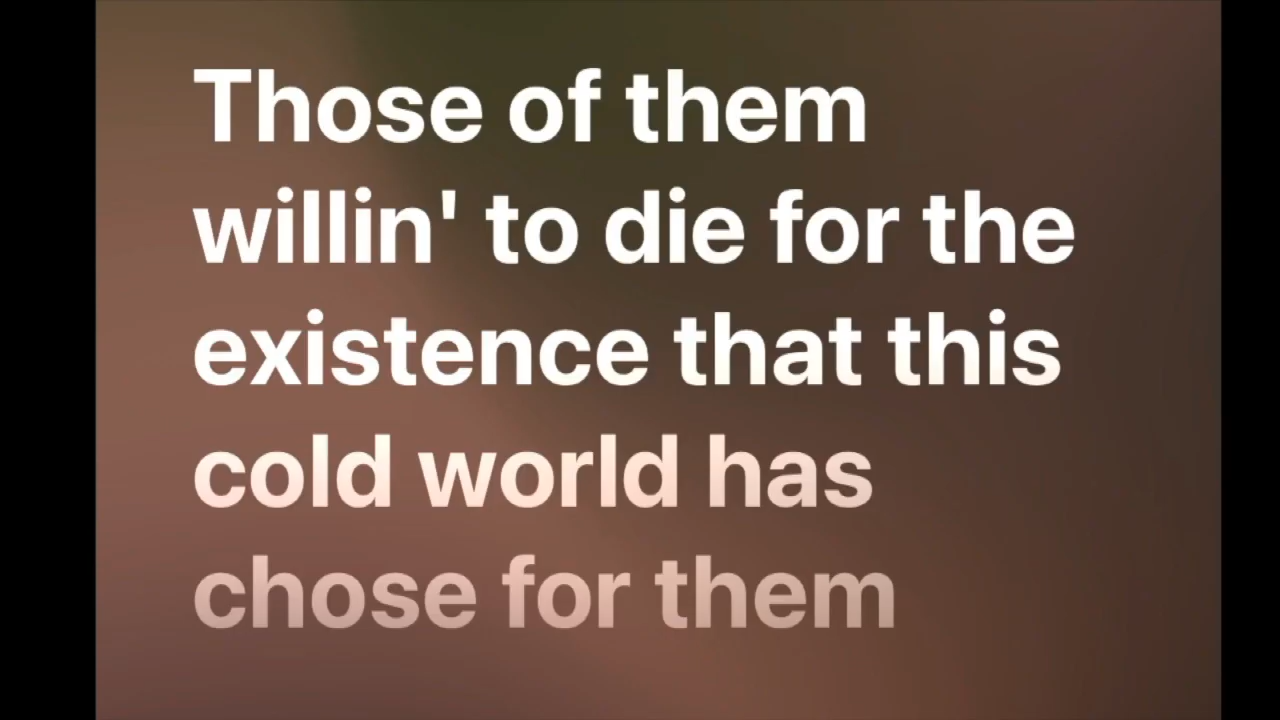 Those of them
willin' to die for the
existence that this
cold world has
chose for them